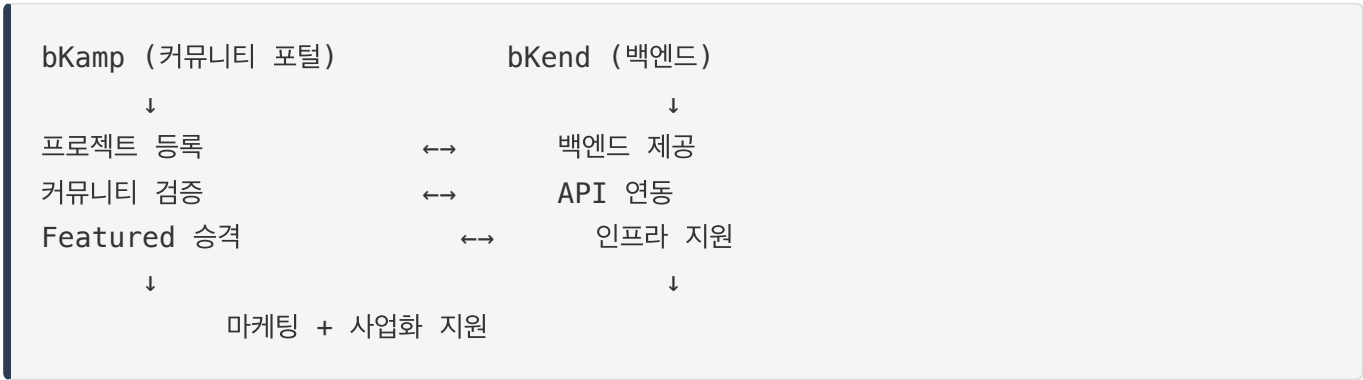 bKamp (커뮤니티 포털)          bKend (백엔드)
↓                              ↓
프로젝트 등록             ←→      백엔드 제공
커뮤니티 검증             ←→      API 연동
Featured 승격             ←→      인프라 지원
↓                              ↓
마케팅 + 사업화 지원